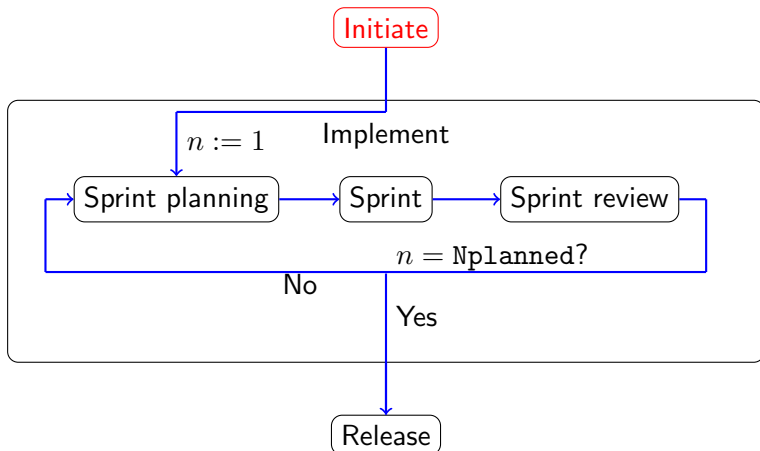 Initiate
Implement
n := 1
Sprint planning
Sprint
Sprint review
n = Nplanned?
No
Yes
Release